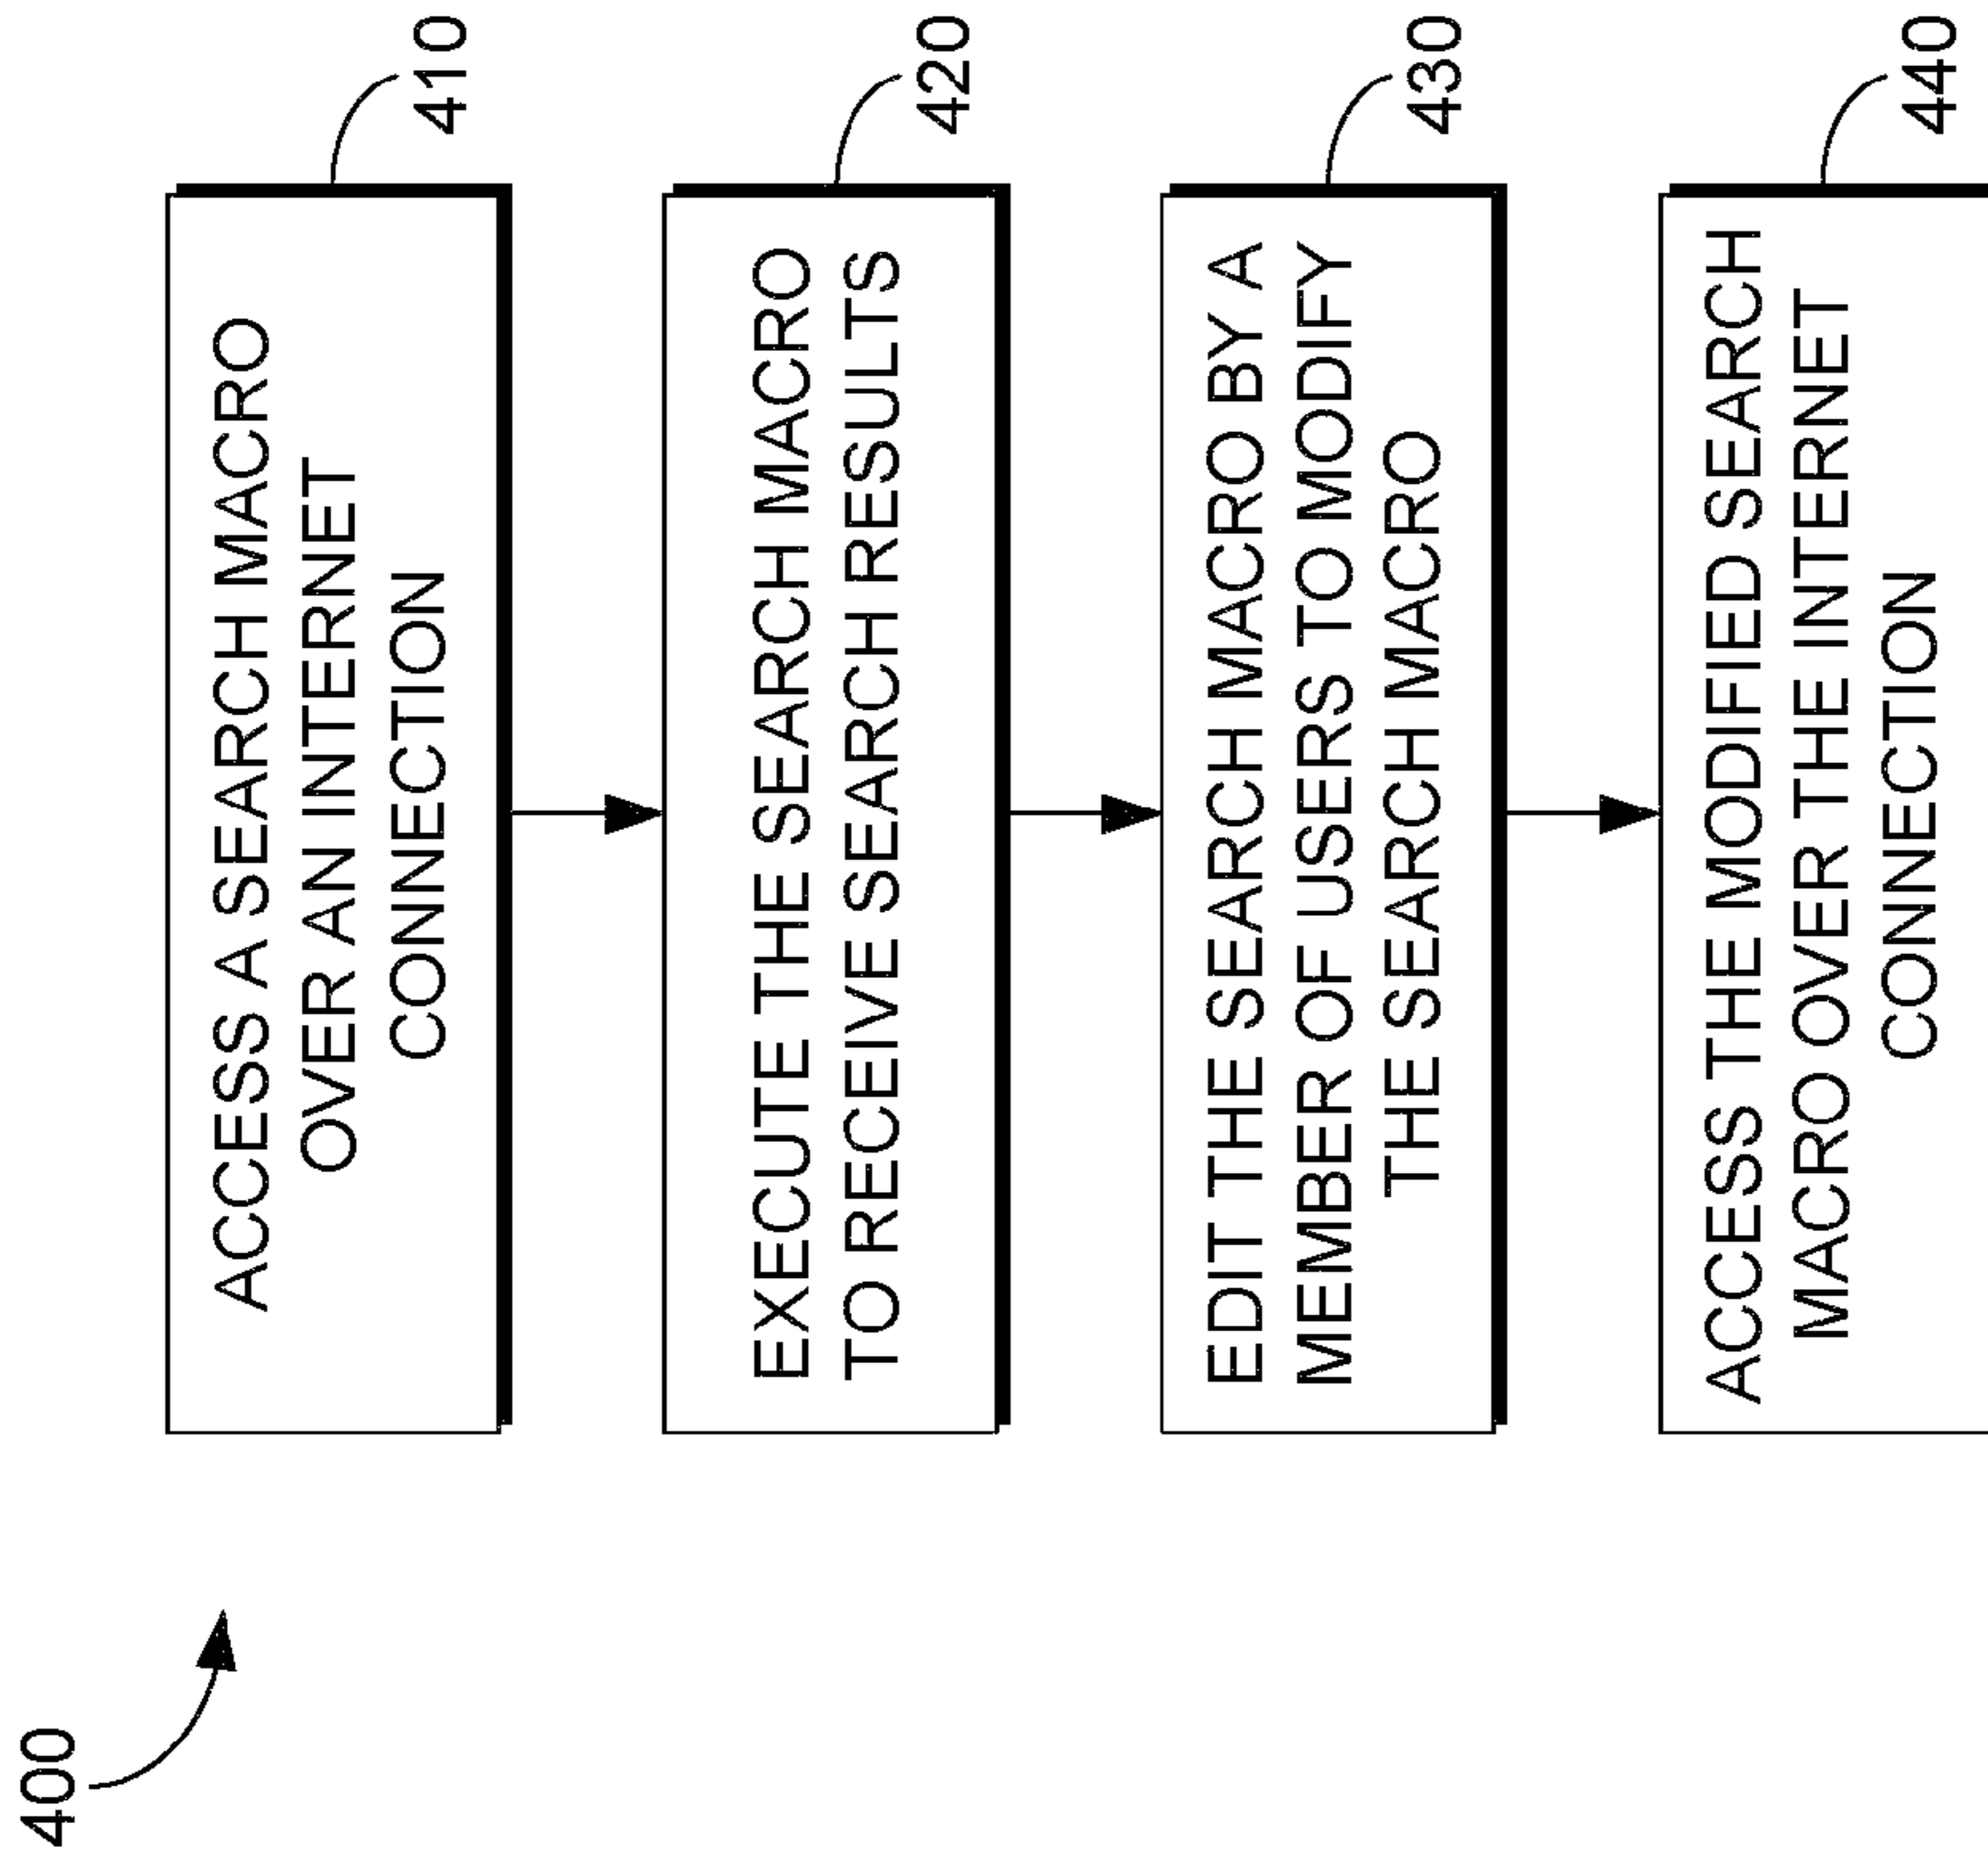 400
ACCESS A SEARCH MACRO
OVER AN INTERNET
CONNECTION
410
EXECUTE THE SEARCH MACRO
TO RECEIVE SEARCH RESULTS
420
EDIT THE SEARCH MACRO BY A
MEMBER OF USERS TO MODIFY
THE SEARCH MACRO
430
ACCESS THE MODIFIED SEARCH
MACRO OVER THE INTERNET
CONNECTION
440